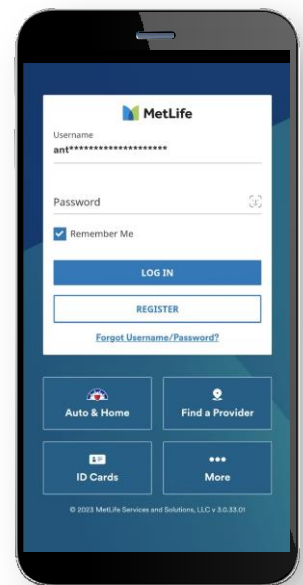 MetLife
Username
ant********************
Password
Remember Me
LOG IN
REGISTER
Forgot Username/Password?
Auto & Home
Find a Provider
ID Cards
More
© 2023 MetLife Services and Solutions, LLC v 3.0.33.01